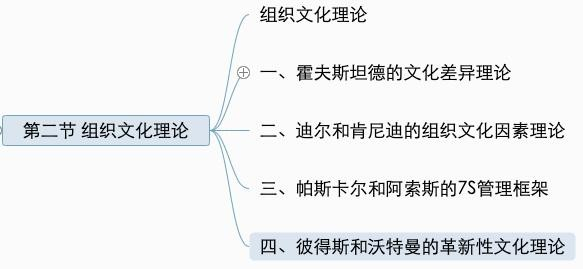 组织文化理论
一、霍夫斯坦德的文化差异理论
第二节 组织文化理论
二、迪尔和肯尼迪的组织文化因素理论
三、帕斯卡尔和阿索斯的7S管理框架
四、彼得斯和沃特曼的革新性文化理论